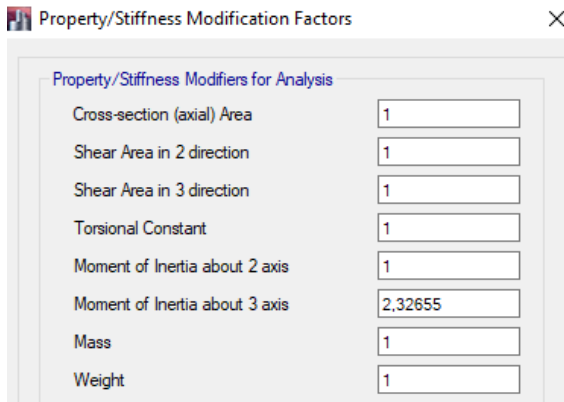 Property/Stiffness Modification Factors
Property/Stiffness Modifiers for Analysis
Cross-section (axial) Area 1
Shear Area in 2 direction 1
Shear Area in 3 direction 1
Torsional Constant 1
Moment of Inertia about 2 axis 1
Moment of Inertia about 3 axis 2,32655
Mass 1
Weight 1